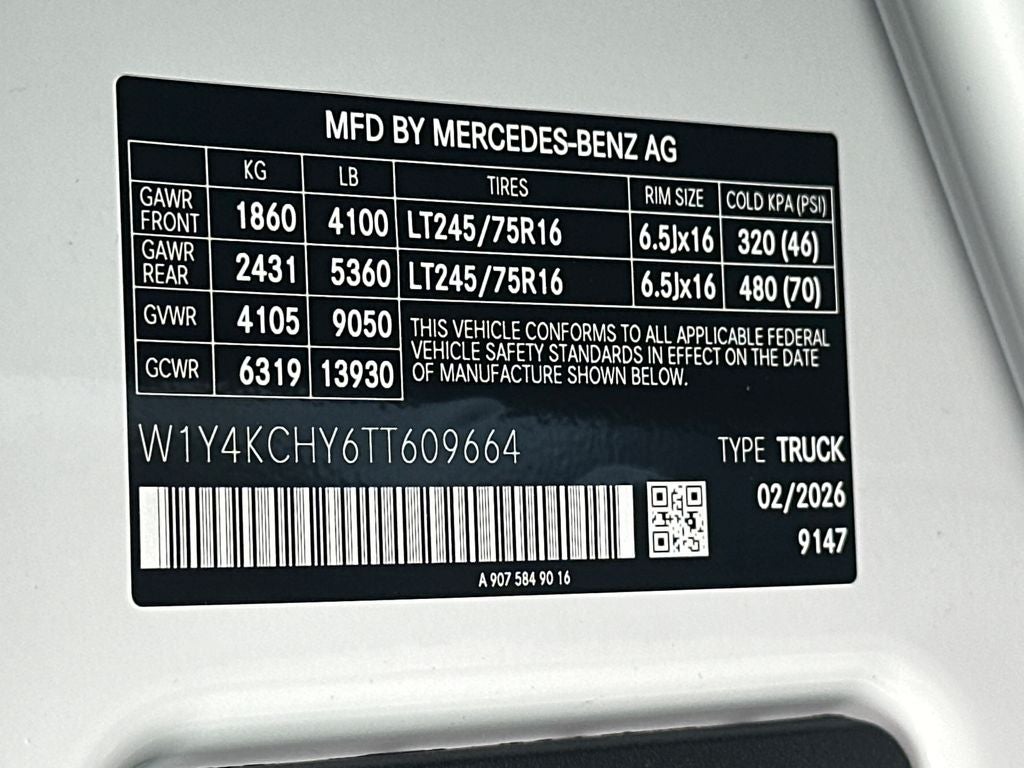 MFD BY MERCEDES-BENZ AG
KG LB TIRES RIM SIZE COLD KPA (PSI)
GAWR FRONT 1860 4100 LT245/75R16 6.5Jx16 320 (46)
GAWR REAR 2431 5360 LT245/75R16 6.5Jx16 480 (70)
GVWR 4105 9050
GCWR 6319 13930
THIS VEHICLE CONFORMS TO ALL APPLICABLE FEDERAL
VEHICLE SAFETY STANDARDS IN EFFECT ON THE DATE
OF MANUFACTURE SHOWN BELOW.
W1Y4KCHY6TT609664 TYPE TRUCK
02/2026
9147
A 907 584 90 16